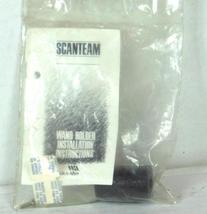 SCANTEAM
WAND HOLDER
INSTALLATION
INSTRUCTIONS